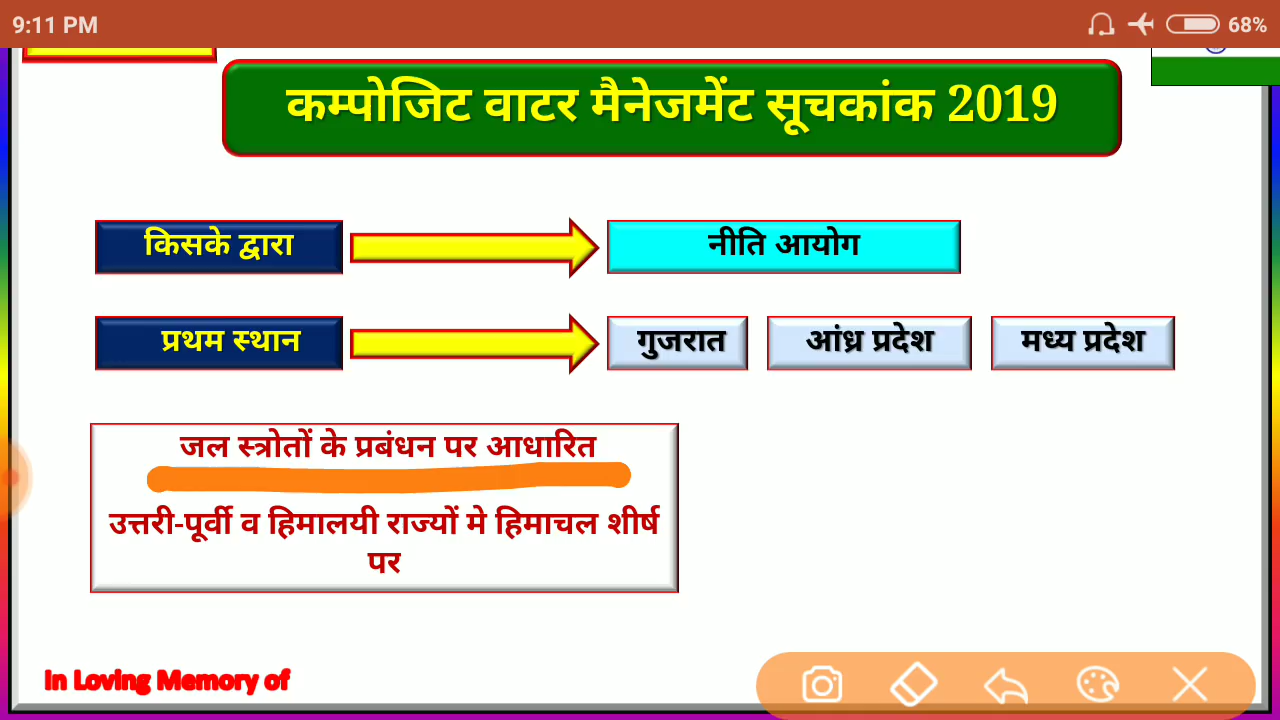 9:11 PM
68%
कम्पोजिट वाटर मैनेजमेंट सूचकांक 2019
किसके द्वारा
नीति आयोग
प्रथम स्थान
गुजरात
आंध्र प्रदेश
मध्य प्रदेश
जल स्त्रोतों के प्रबंधन पर आधारित
उत्तरी-पूर्वी व हिमालयी राज्यों मे हिमाचल शीर्ष
पर
In Loving Memory of